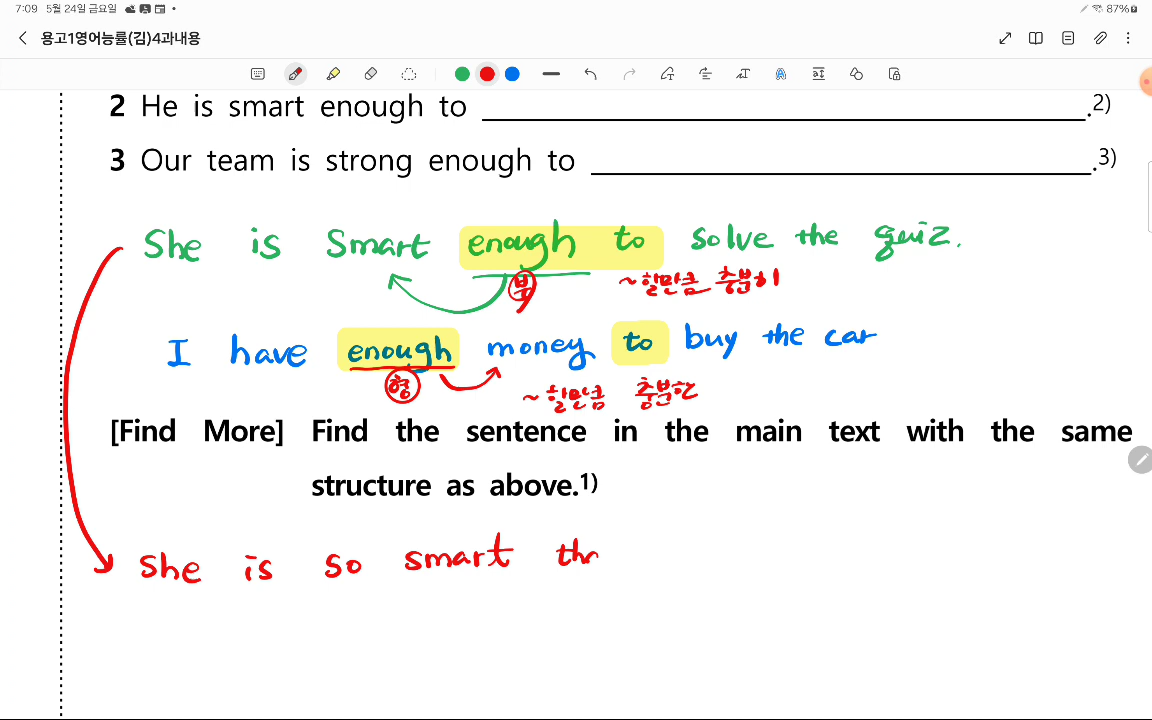 7:09 5월 24일 금요일 87%
용고1영어능률(김)4과내용
2 He is smart enough to ______.2)
3 Our team is strong enough to ______.3)
She is Smart enough to solve the quiz.
부 ~할만큼 충분히
I have enough money to buy the car
형 ~할만큼 충분한
[Find More] Find the sentence in the main text with the same
structure as above.1)
She is so smart